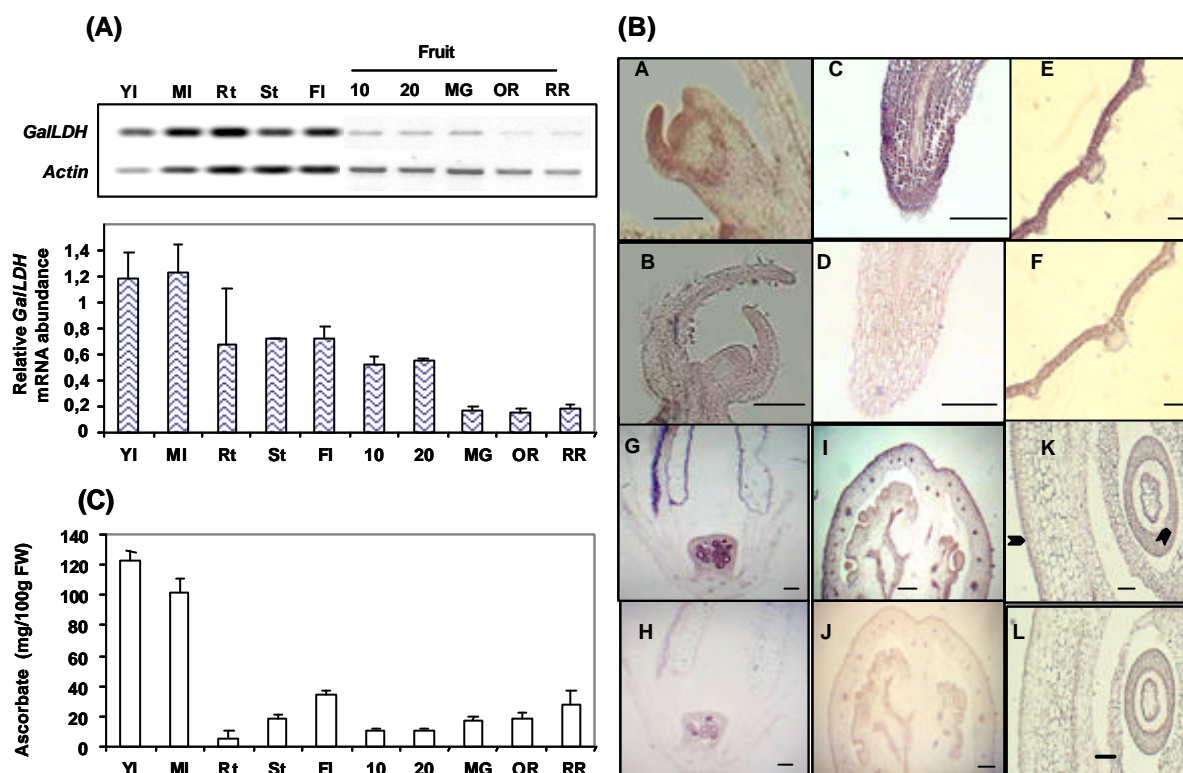 (A)
Fruit
Yl Ml Rt St Fl 10 20 MG OR RR
GalLDH
Actin
Relative GalLDH
mRNA abundance
1,4
1,2
1
0,8
0,6
0,4
0,2
0
Yl Ml Rt St Fl 10 20 MG OR RR
(C)
Ascorbate (mg/100g FW)
140
120
100
80
60
40
20
0
Yl Ml Rt St Fl 10 20 MG OR RR
(B)
A C E
B D F
G I K
H J L